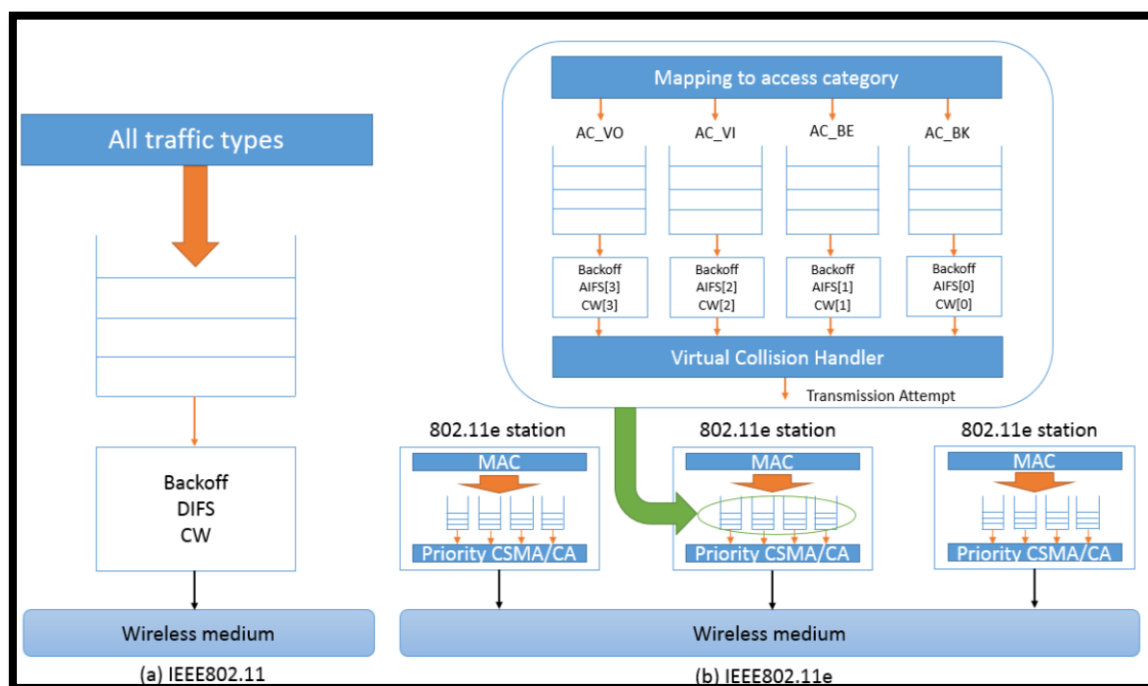 All traffic types
Backoff
DIFS
CW
Wireless medium
(a) IEEE802.11
Mapping to access category
AC_VO
AC_VI
AC_BE
AC_BK
Backoff
AIFS[3]
CW[3]
Backoff
AIFS[2]
CW[2]
Backoff
AIFS[1]
CW[1]
Backoff
AIFS[0]
CW[0]
Virtual Collision Handler
Transmission Attempt
802.11e station
MAC
Priority CSMA/CA
802.11e station
MAC
Priority CSMA/CA
802.11e station
MAC
Priority CSMA/CA
Wireless medium
(b) IEEE802.11e